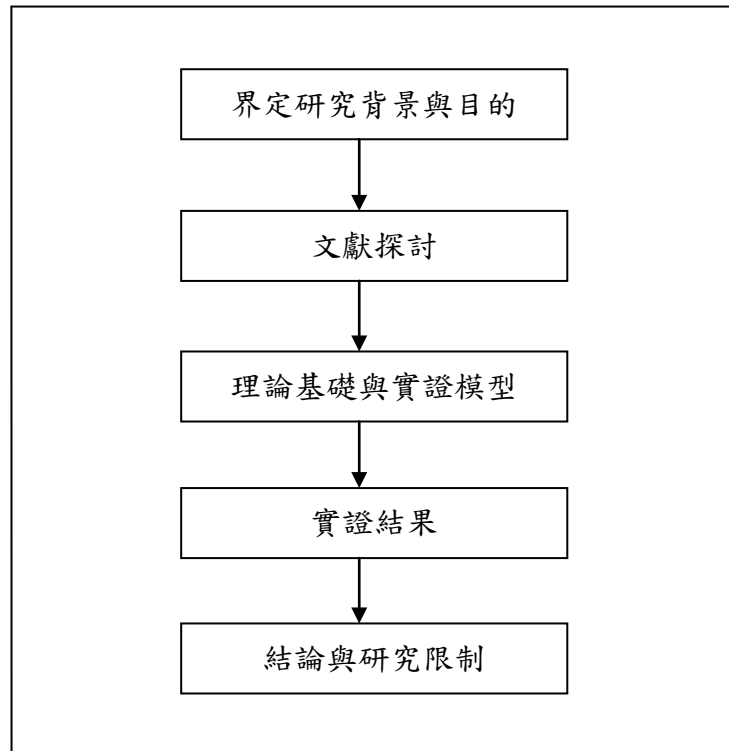 界定研究背景與目的
文獻探討
理論基礎與實證模型
實證結果
結論與研究限制